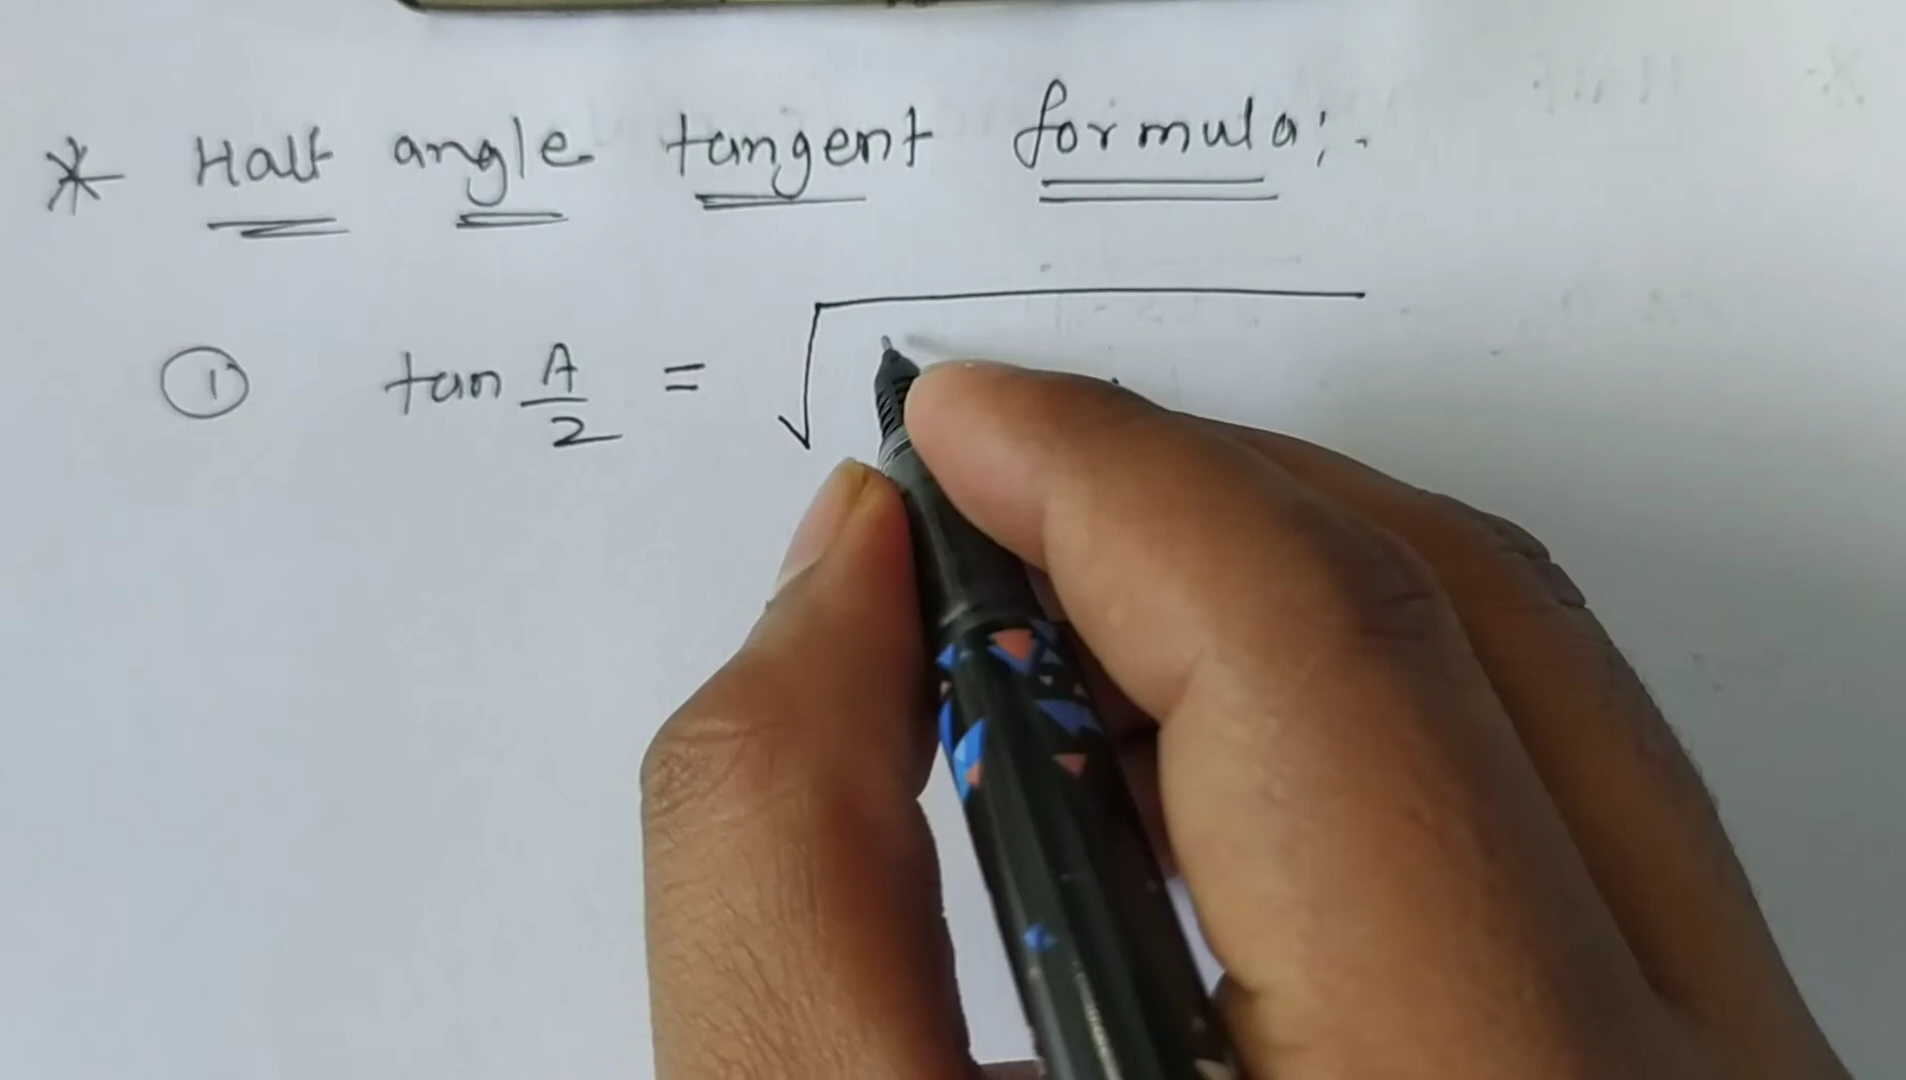 * Half angle tangent formula:-
① tan A/2 = √